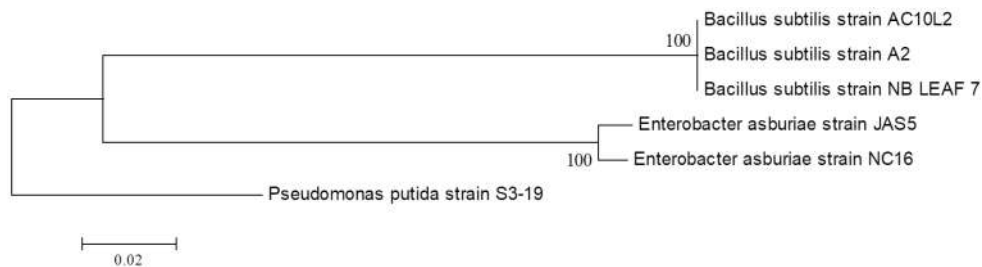 Bacillus subtilis strain AC10L2
100
Bacillus subtilis strain A2
Bacillus subtilis strain NB LEAF 7
Enterobacter asburiae strain JAS5
100
Enterobacter asburiae strain NC16
Pseudomonas putida strain S3-19
0.02